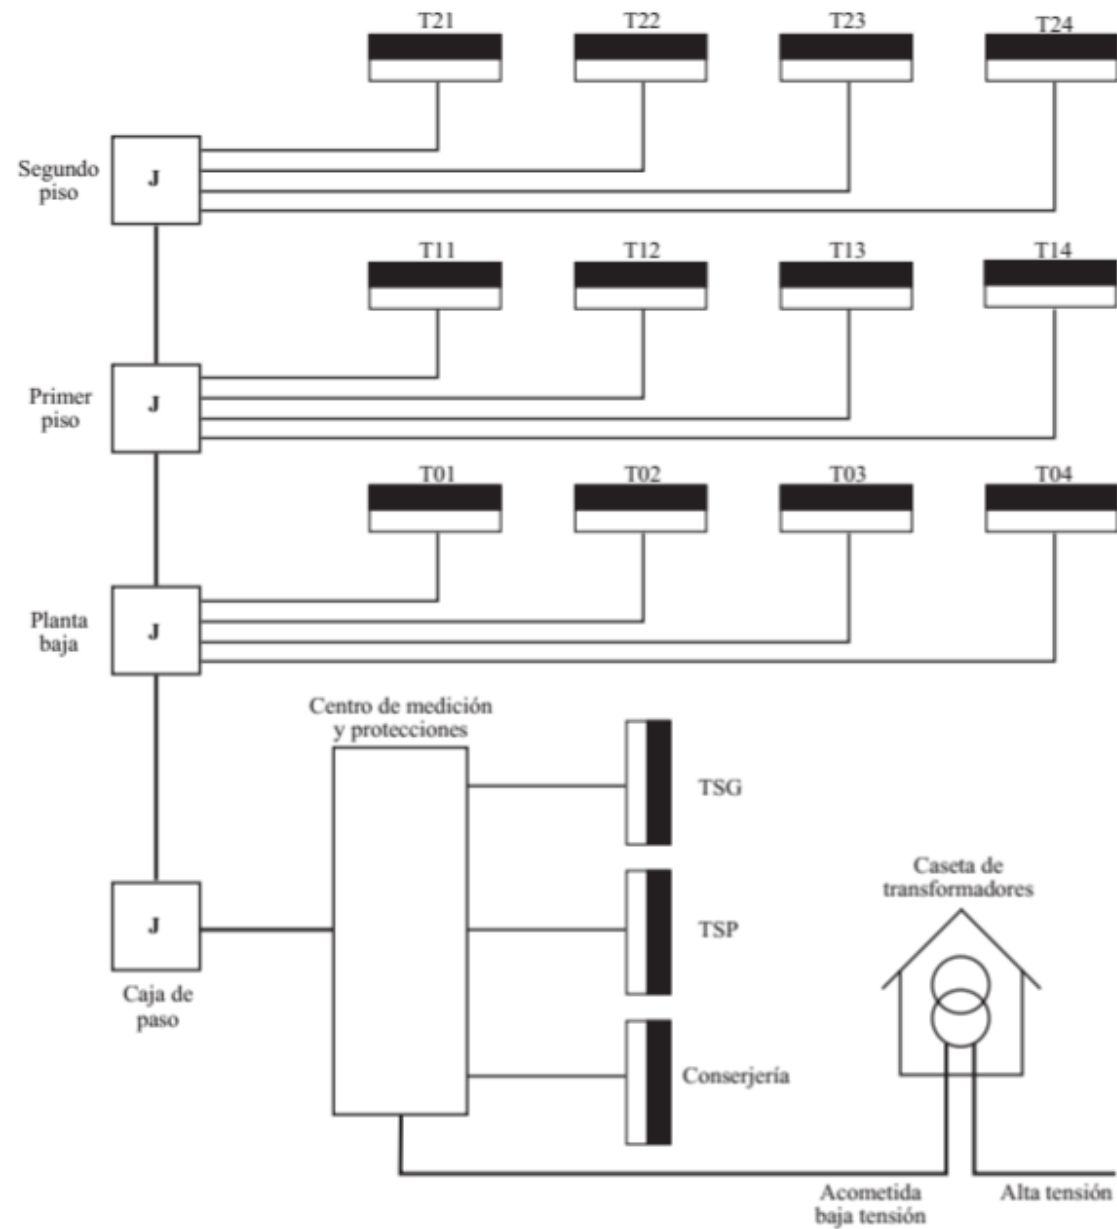 T21
T22
T23
T24
Segundo
piso
J
T11
T12
T13
T14
Primer
piso
J
T01
T02
T03
T04
Planta
baja
J
Centro de medición
y protecciones
TSG
TSP
Conserjería
J
Caja de
paso
Caseta de
transformadores
Acometida
baja tensión
Alta tensión